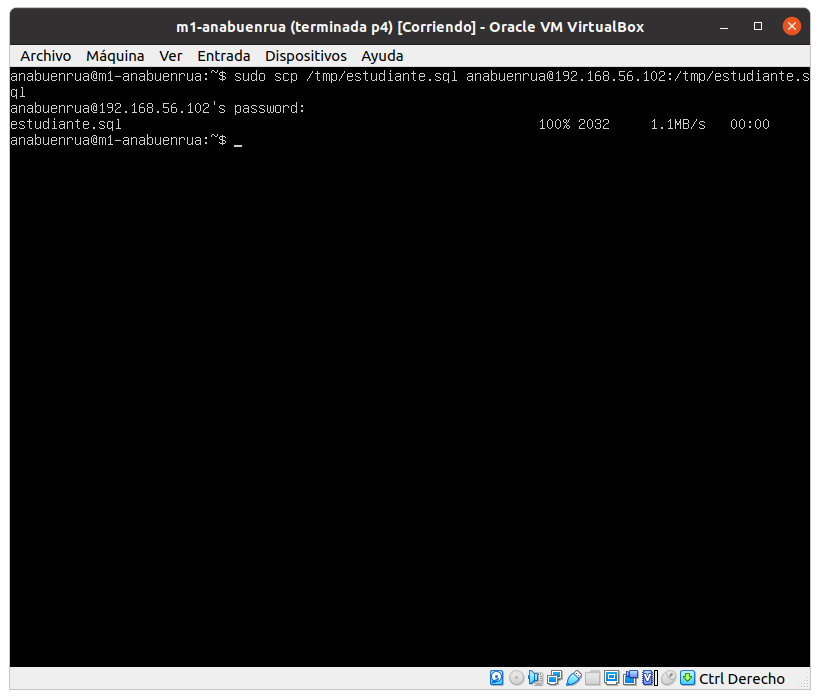 m1-anabuenrua (terminada p4) [Corriendo] - Oracle VM VirtualBox
Archivo Máquina Ver Entrada Dispositivos Ayuda
anabuenrua@m1-anabuenrua:~$ sudo scp /tmp/estudiante.sql anabuenrua@192.168.56.102:/tmp/estudiante.s
ql
anabuenrua@192.168.56.102's password:
estudiante.sql 100% 2032 1.1MB/s 00:00
anabuenrua@m1-anabuenrua:~$ _
Ctrl Derecho